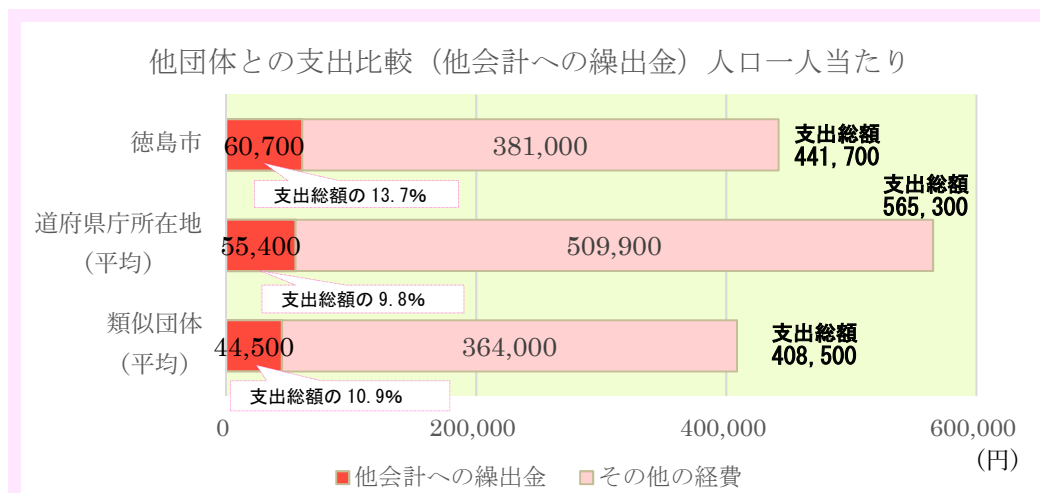 他団体との支出比較（他会計への繰出金）人口一人当たり
徳島市
60,700
381,000
支出総額
441,700
支出総額の 13.7%
支出総額
565,300
道府県庁所在地
（平均）
55,400
509,900
支出総額の 9.8%
類似団体
（平均）
44,500
364,000
支出総額
408,500
支出総額の 10.9%
0
200,000
400,000
600,000
（円）
他会計への繰出金
その他の経費